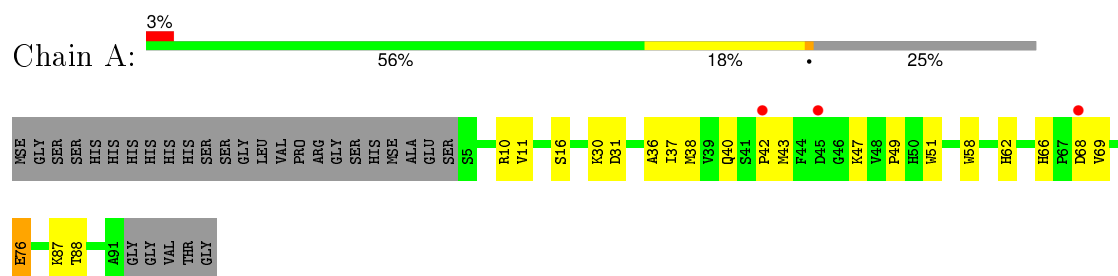 3%
Chain A:
56% 18% • 25%
MSE GLY SER SER HIS HIS HIS HIS HIS HIS SER SER GLY LEU VAL PRO ARG GLY SER HIS MSE ALA GLU SER S5 R10 V11 S16 K30 D31 A36 I37 M38 V39 Q40 S41 P42 M43 F44 D45 G46 K47 V48 P49 H50 W51 W58 H62 H66 P67 D68 V69
E76 K87 T88 A91 GLY GLY VAL THR GLY